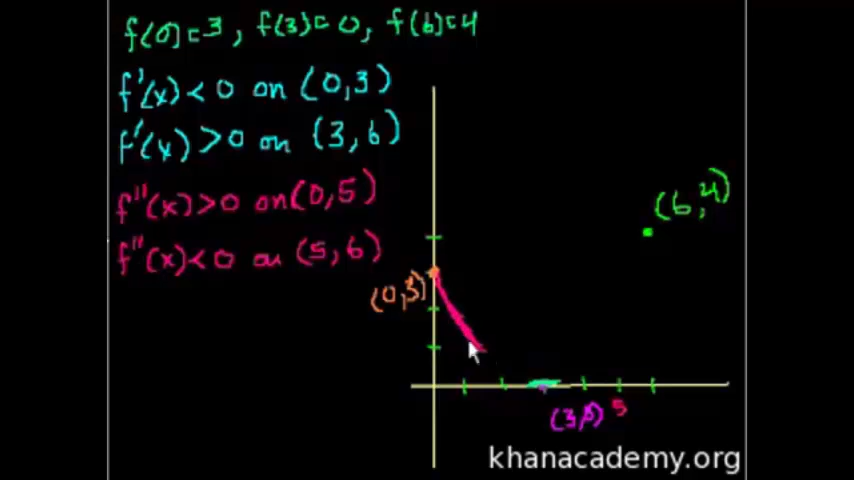 f(0)=3, f(3)=0, f(6)=4
f'(x)<0 on (0,3)
f'(x)>0 on (3,6)
f''(x)>0 on (0,5)
f''(x)<0 on (5,6)
(6,4)
(0,3)
(3,0) 5
khanacademy.org